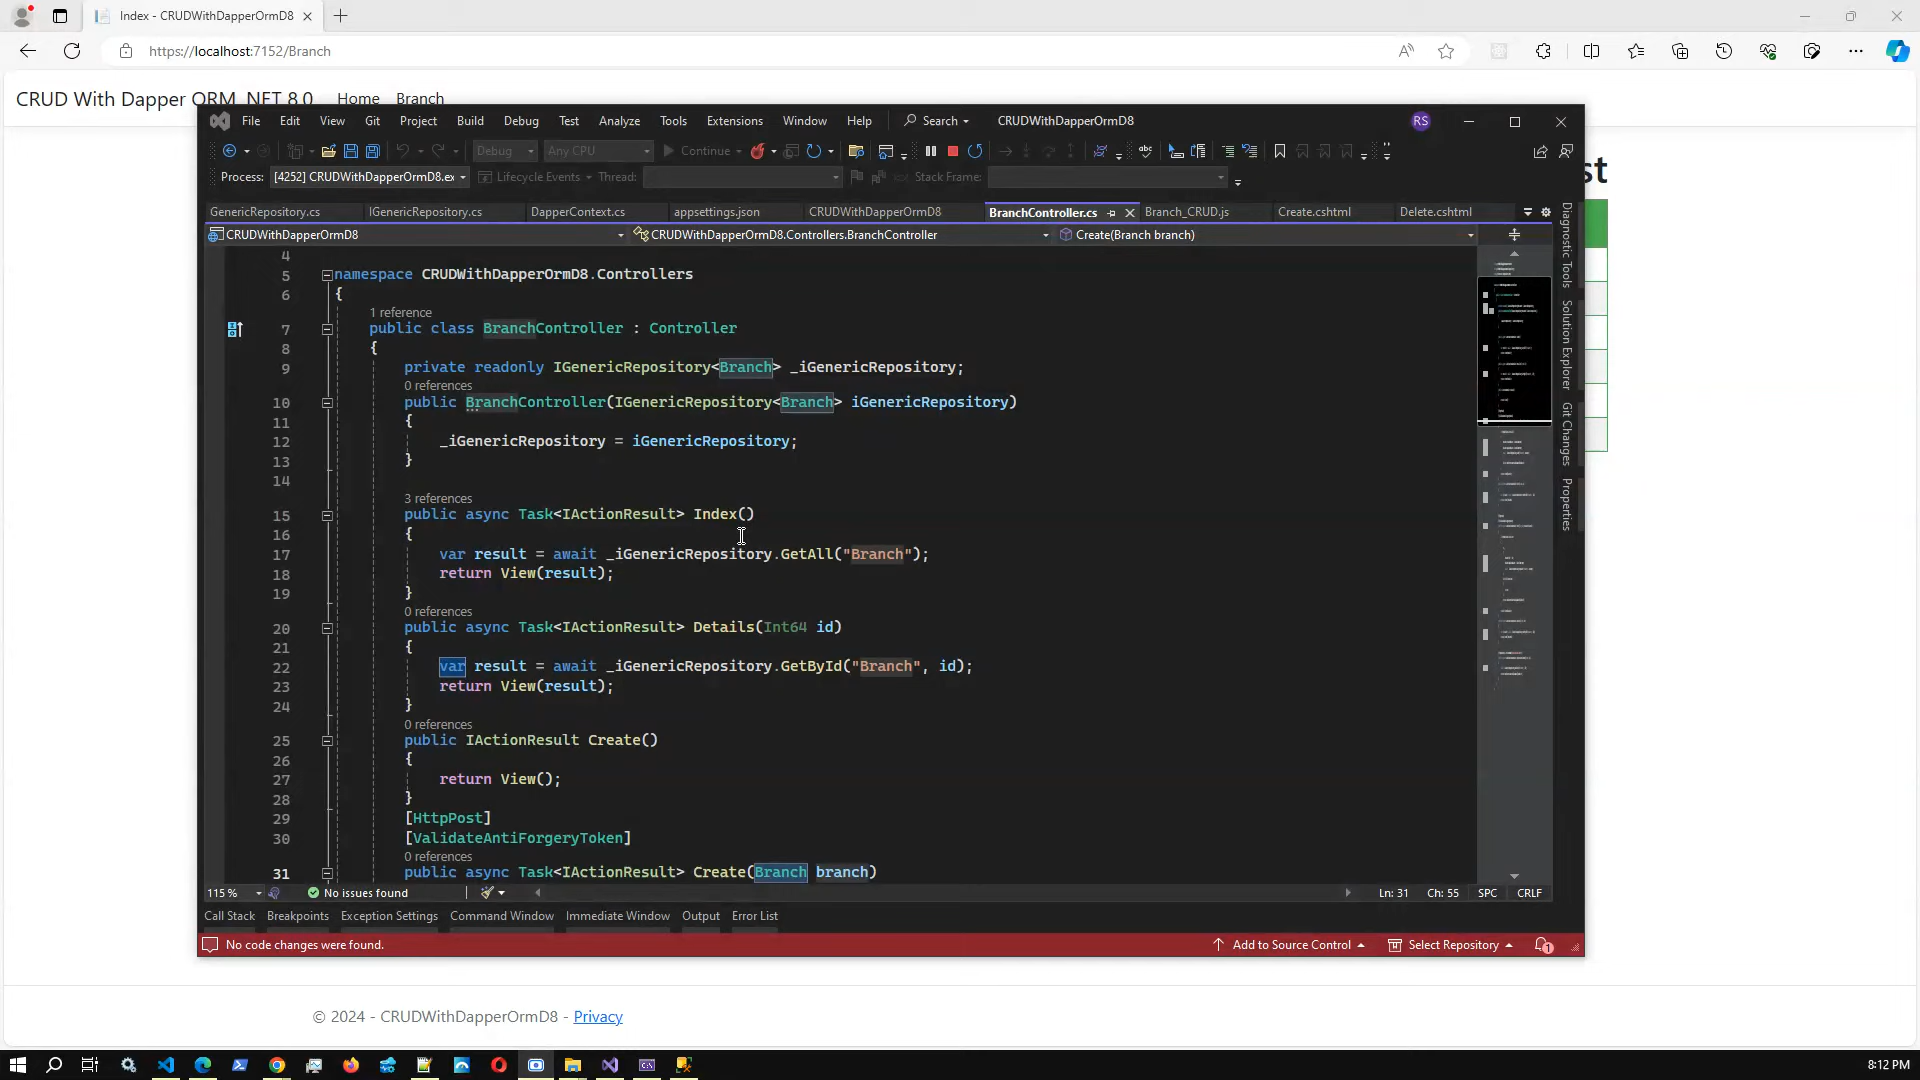 Index - CRUDWithDapperOrmD8
https://localhost:7152/Branch
CRUD With Dapper ORM .NET 8.0 Home Branch
File Edit View Git Project Build Debug Test Analyze Tools Extensions Window Help Search CRUDWithDapperOrmD8 RS
Debug Any CPU Continue
st
Process: [4252] CRUDWithDapperOrmD8.ex Lifecycle Events Thread: Stack Frame:
GenericRepository.cs IGenericRepository.cs DapperContext.cs appsettings.json CRUDWithDapperOrmD8 BranchController.cs Branch_CRUD.js Create.cshtml Delete.cshtml
CRUDWithDapperOrmD8 CRUDWithDapperOrmD8.Controllers.BranchController Create(Branch branch)
4
5 namespace CRUDWithDapperOrmD8.Controllers
6 {
1 reference
7 public class BranchController : Controller
8 {
9 private readonly IGenericRepository<Branch> _iGenericRepository;
0 references
10 public BranchController(IGenericRepository<Branch> iGenericRepository)
11 {
12 _iGenericRepository = iGenericRepository;
13 }
14
3 references
15 public async Task<IActionResult> Index()
16 {
17 var result = await _iGenericRepository.GetAll("Branch");
18 return View(result);
19 }
0 references
20 public async Task<IActionResult> Details(Int64 id)
21 {
22 var result = await _iGenericRepository.GetById("Branch", id);
23 return View(result);
24 }
0 references
25 public IActionResult Create()
26 {
27 return View();
28 }
29 [HttpPost]
30 [ValidateAntiForgeryToken]
0 references
31 public async Task<IActionResult> Create(Branch branch)
Diagnostic Tools
Solution Explorer
Git Changes
Properties
115 % No issues found Ln: 31 Ch: 55 SPC CRLF
Call Stack Breakpoints Exception Settings Command Window Immediate Window Output Error List
No code changes were found. Add to Source Control Select Repository 1
© 2024 - CRUDWithDapperOrmD8 - Privacy
8:12 PM